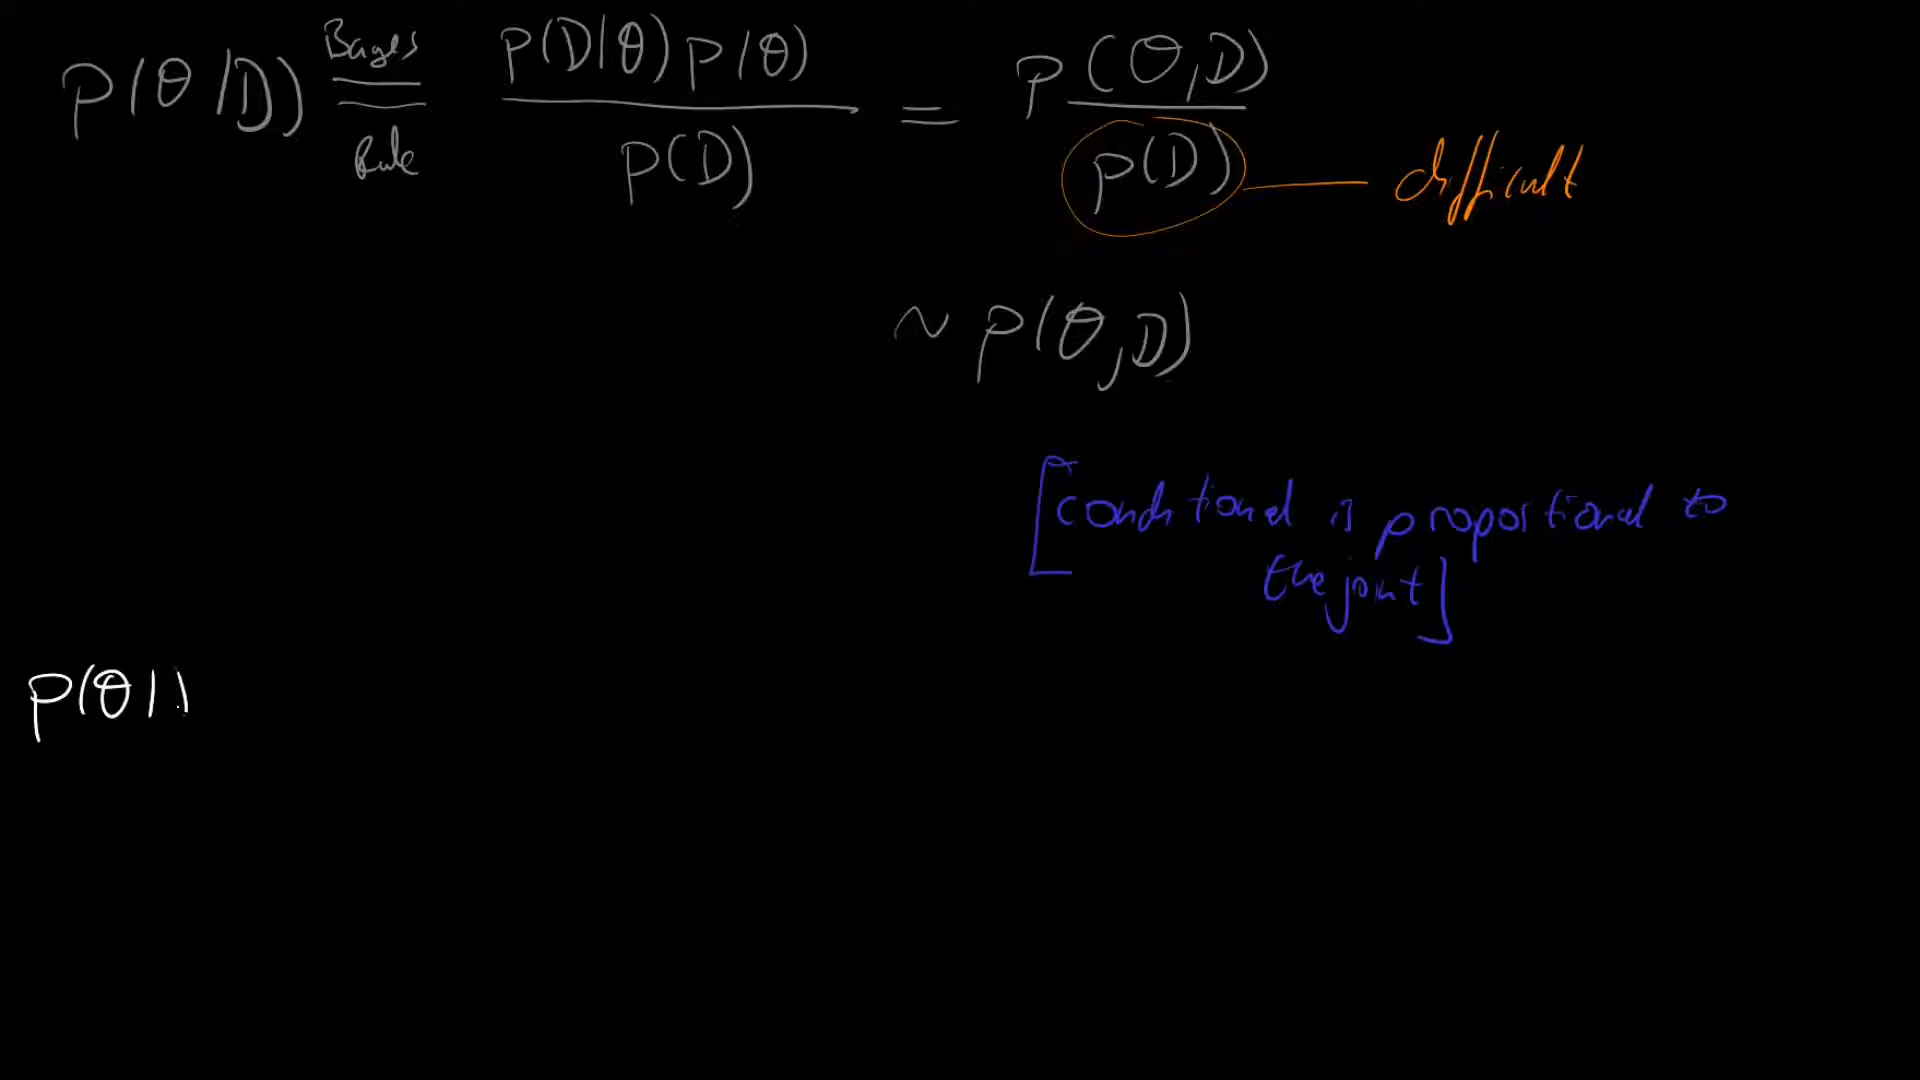 p(θ|D) Bayes Rule = p(D|θ) p(θ) / p(D) = p(θ,D) / p(D) — difficult
~ p(θ,D)
[conditional is proportional to
the joint]
p(θ|